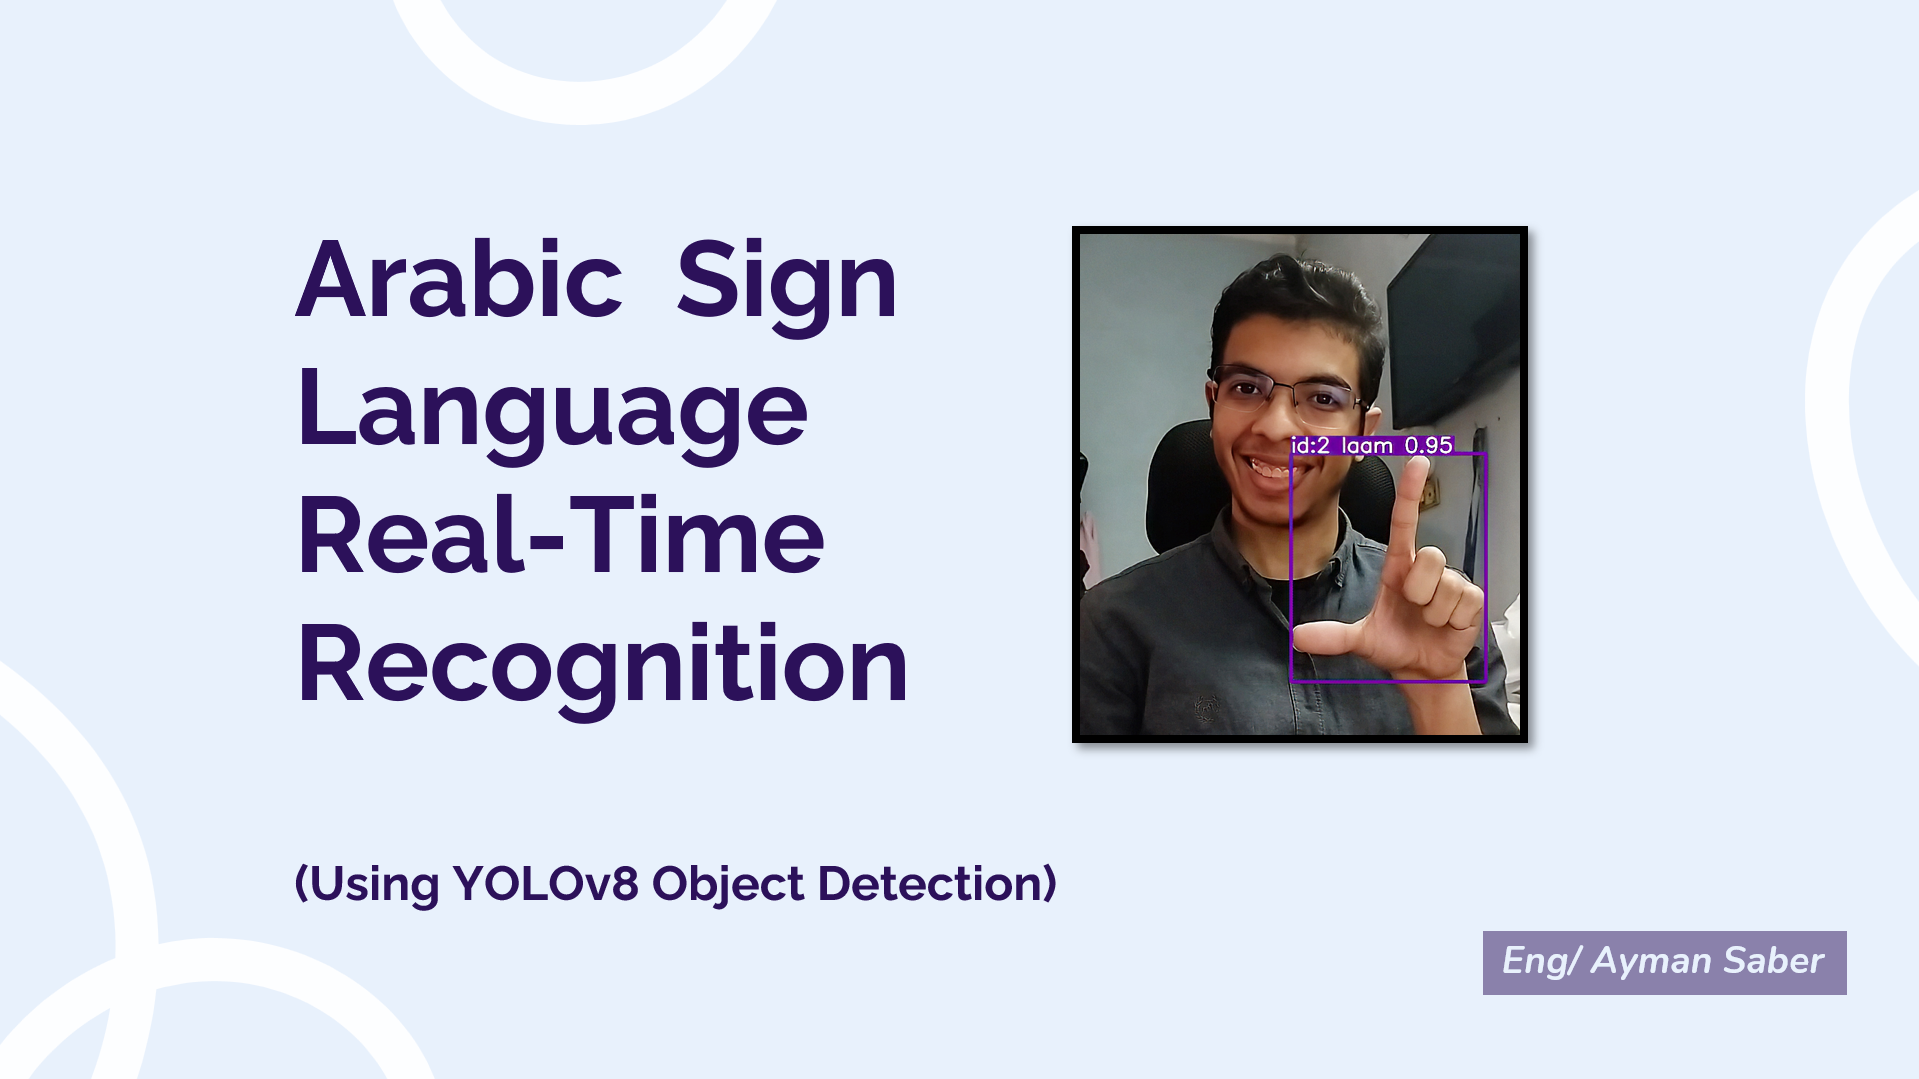 Arabic Sign
Language
Real-Time
Recognition
id:2 laam 0.95
(Using YOLOv8 Object Detection)
Eng/ Ayman Saber